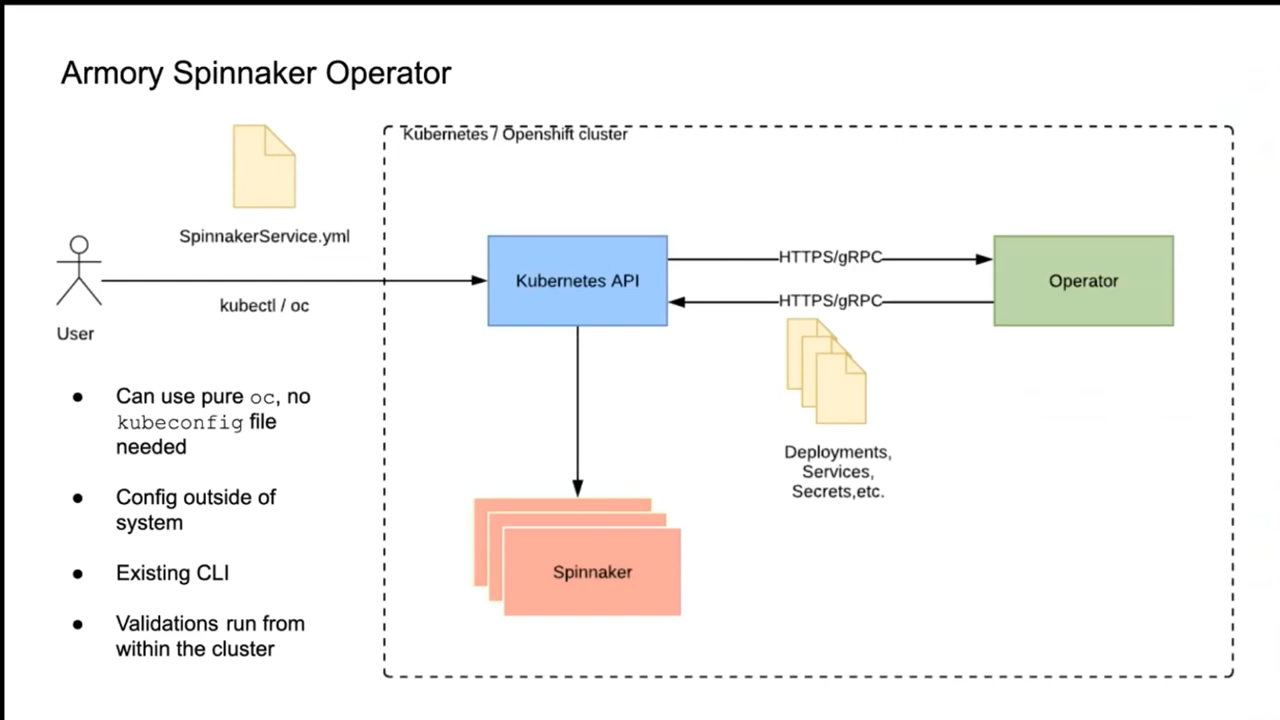 Armory Spinnaker Operator
Kubernetes / Openshift cluster
SpinnakerService.yml
kubectl / oc
User
Kubernetes API
HTTPS/gRPC
HTTPS/gRPC
Operator
Deployments,
Services,
Secrets,etc.
Spinnaker
● Can use pure oc, no
kubeconfig file
needed
● Config outside of
system
● Existing CLI
● Validations run from
within the cluster